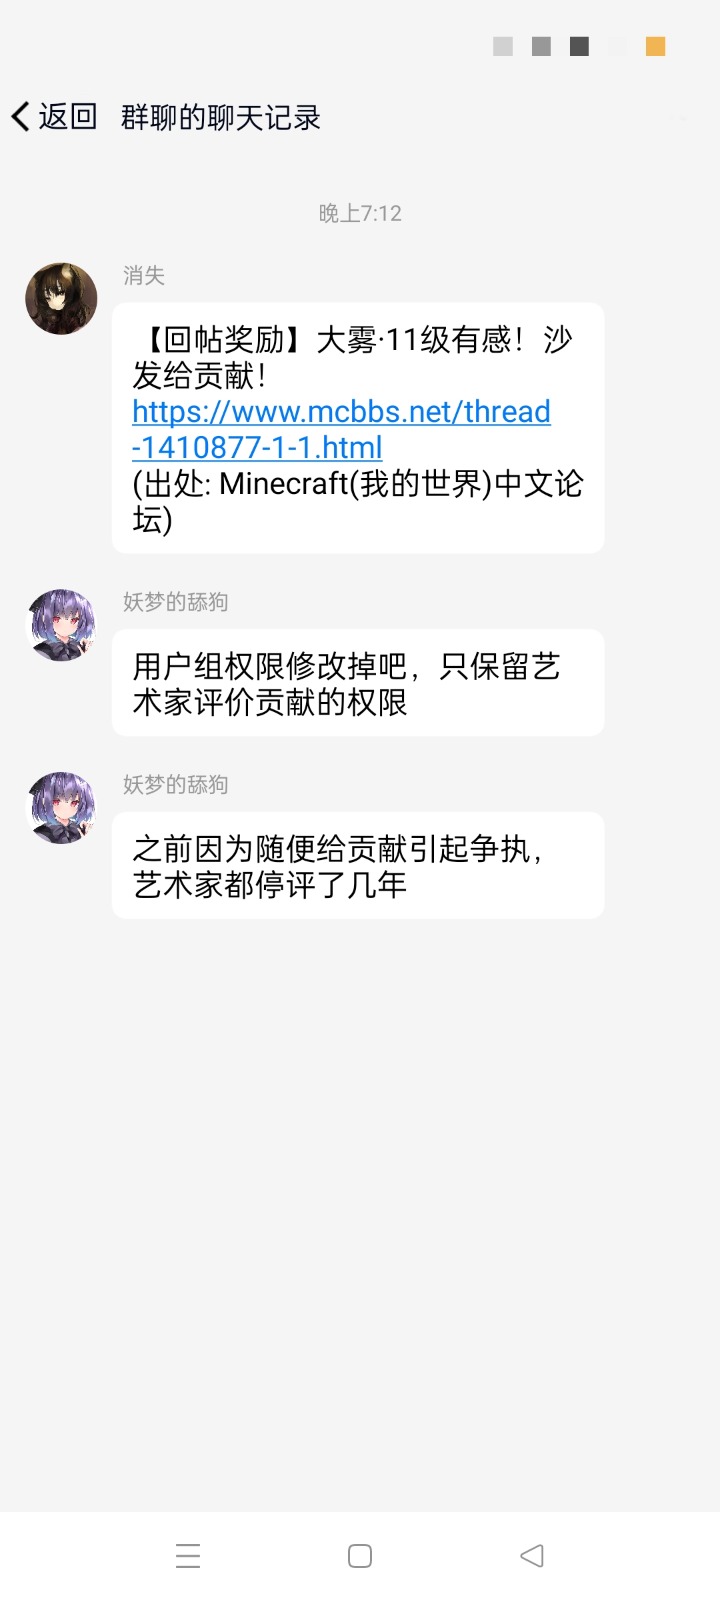 返回 群聊的聊天记录
晚上7:12
消失
【回帖奖励】大雾·11级有感！沙
发给贡献！
https://www.mcbbs.net/thread
-1410877-1-1.html
(出处: Minecraft(我的世界)中文论
坛)
妖梦的舔狗
用户组权限修改掉吧，只保留艺
术家评价贡献的权限
妖梦的舔狗
之前因为随便给贡献引起争执，
艺术家都停评了几年